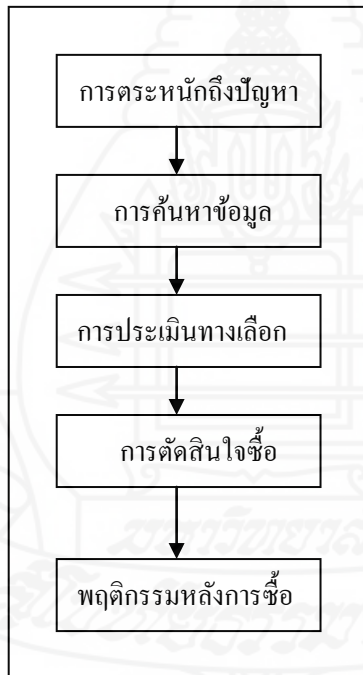 การตระหนักถึงปัญหา
การค้นหาข้อมูล
การประเมินทางเลือก
การตัดสินใจซื้อ
พฤติกรรมหลังการซื้อ